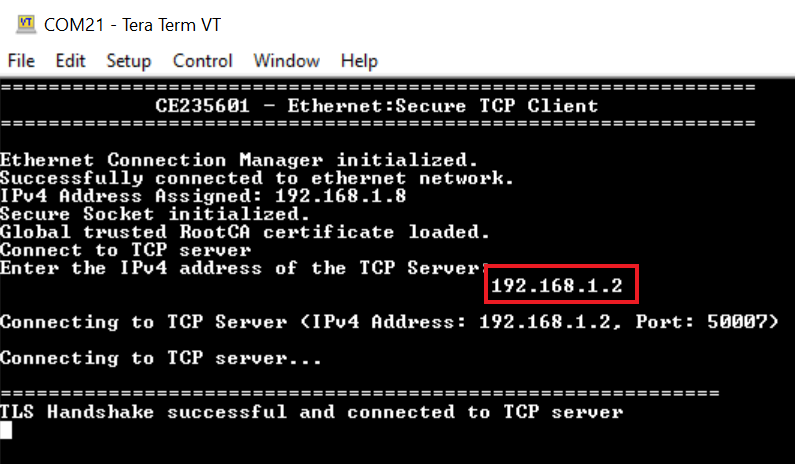 COM21 - Tera Term VT
File Edit Setup Control Window Help
===============================================================
CE235601 - Ethernet:Secure TCP Client
===============================================================
Ethernet Connection Manager initialized.
Successfully connected to ethernet network.
IPv4 Address Assigned: 192.168.1.8
Secure Socket initialized.
Global trusted RootCA certificate loaded.
Connect to TCP server
Enter the IPv4 address of the TCP Server:
192.168.1.2
Connecting to TCP Server (IPv4 Address: 192.168.1.2, Port: 50007)
Connecting to TCP server...
============================================================
TLS Handshake successful and connected to TCP server